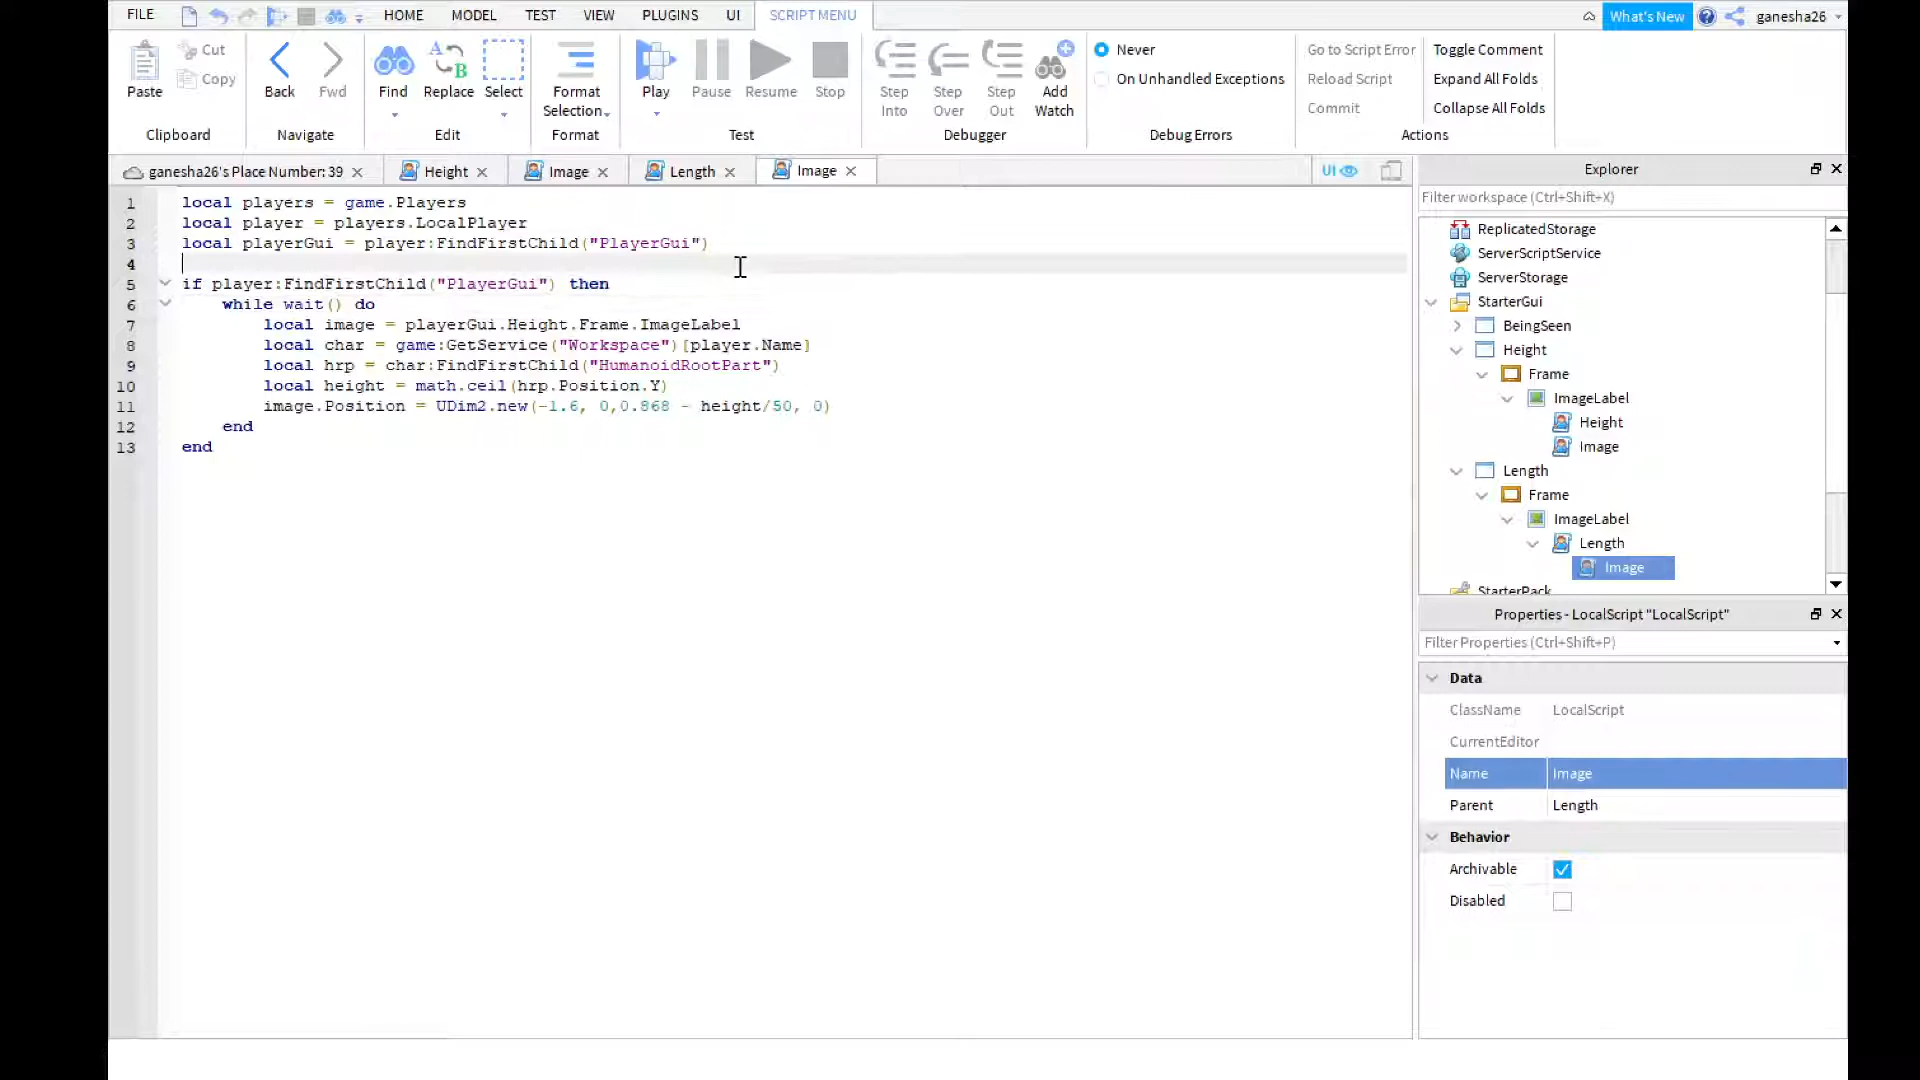 FILE HOME MODEL TEST VIEW PLUGINS UI SCRIPT MENU What's New ganesha26
Paste Cut Copy
Back Fwd
Find Replace Select
Format Selection
Play Pause Resume Stop
Step Into Step Over Step Out Add Watch
Never
On Unhandled Exceptions
Go to Script Error
Reload Script
Commit
Toggle Comment
Expand All Folds
Collapse All Folds
Clipboard Navigate Edit Format Test Debugger Debug Errors Actions
ganesha26's Place Number: 39 Height Image Length Image UI
1 local players = game.Players
2 local player = players.LocalPlayer
3 local playerGui = player:FindFirstChild("PlayerGui")
4
5 if player:FindFirstChild("PlayerGui") then
6 while wait() do
7 local image = playerGui.Height.Frame.ImageLabel
8 local char = game:GetService("Workspace")[player.Name]
9 local hrp = char:FindFirstChild("HumanoidRootPart")
10 local height = math.ceil(hrp.Position.Y)
11 image.Position = UDim2.new(-1.6, 0,0.868 - height/50, 0)
12 end
13 end
Explorer
Filter workspace (Ctrl+Shift+X)
ReplicatedStorage
ServerScriptService
ServerStorage
StarterGui
BeingSeen
Height
Frame
ImageLabel
Height
Image
Length
Frame
ImageLabel
Length
Image
StarterPack
Properties - LocalScript "LocalScript"
Filter Properties (Ctrl+Shift+P)
Data
ClassName LocalScript
CurrentEditor
Name Image
Parent Length
Behavior
Archivable
Disabled